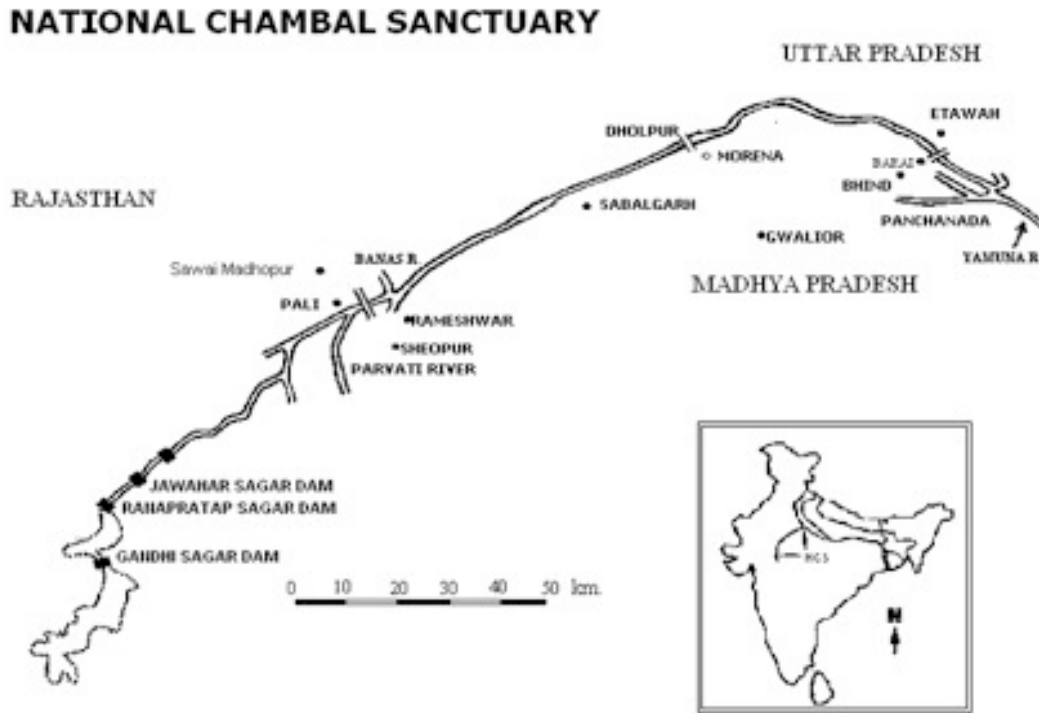 NATIONAL CHAMBAL SANCTUARY
UTTAR PRADESH
ETAWAH
DHOLPUR
MORENA
BARAI
BHIND
RAJASTHAN
SABALGARH
PANCHANADA
GWALIOR
YAMUNA R
BANAS R.
Sawai Madhopur
MADHYA PRADESH
PALI
RAMESHWAR
SHEOPUR
PARVATI RIVER
JAWAHAR SAGAR DAM
RANAPRATAP SAGAR DAM
GANDHI SAGAR DAM
0 10 20 30 40 50 km.
N